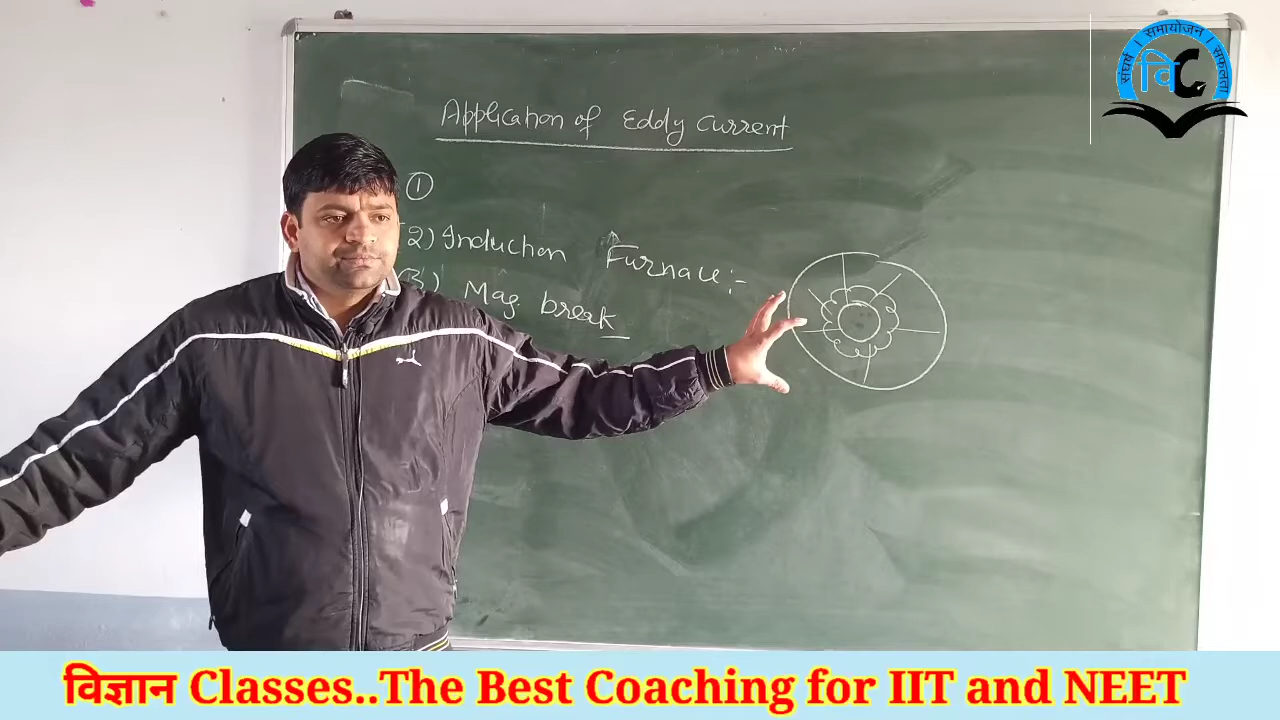 संघर्ष । समायोजन । सफलता
विC
Application of Eddy Current
①
(2) Induction Furnace:-
(3) Mag break
विज्ञान Classes..The Best Coaching for IIT and NEET